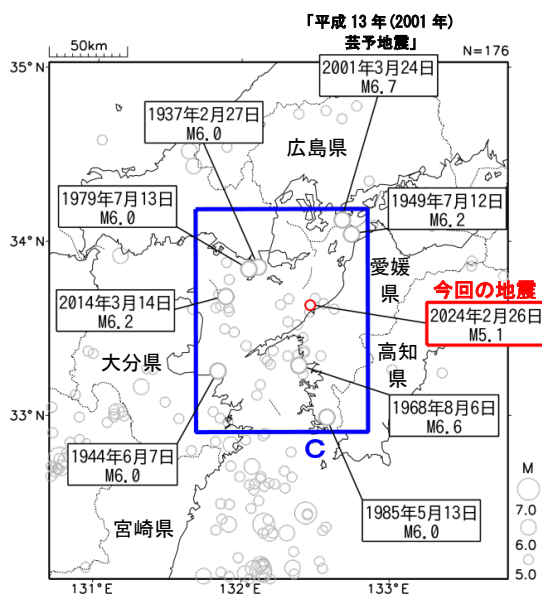 「平成 13 年(2001 年)
芸予地震」
50km
N=176
35°N
2001年3月24日
M6.7
1937年2月27日
M6.0
広島県
1979年7月13日
M6.0
1949年7月12日
M6.2
34°N
愛媛
県
今回の地震
2014年3月14日
M6.2
2024年2月26日
M5.1
大分県
高知
県
33°N
1968年8月6日
M6.6
C
1944年6月7日
M6.0
M
7.0
1985年5月13日
M6.0
宮崎県
6.0
5.0
131°E
132°E
133°E